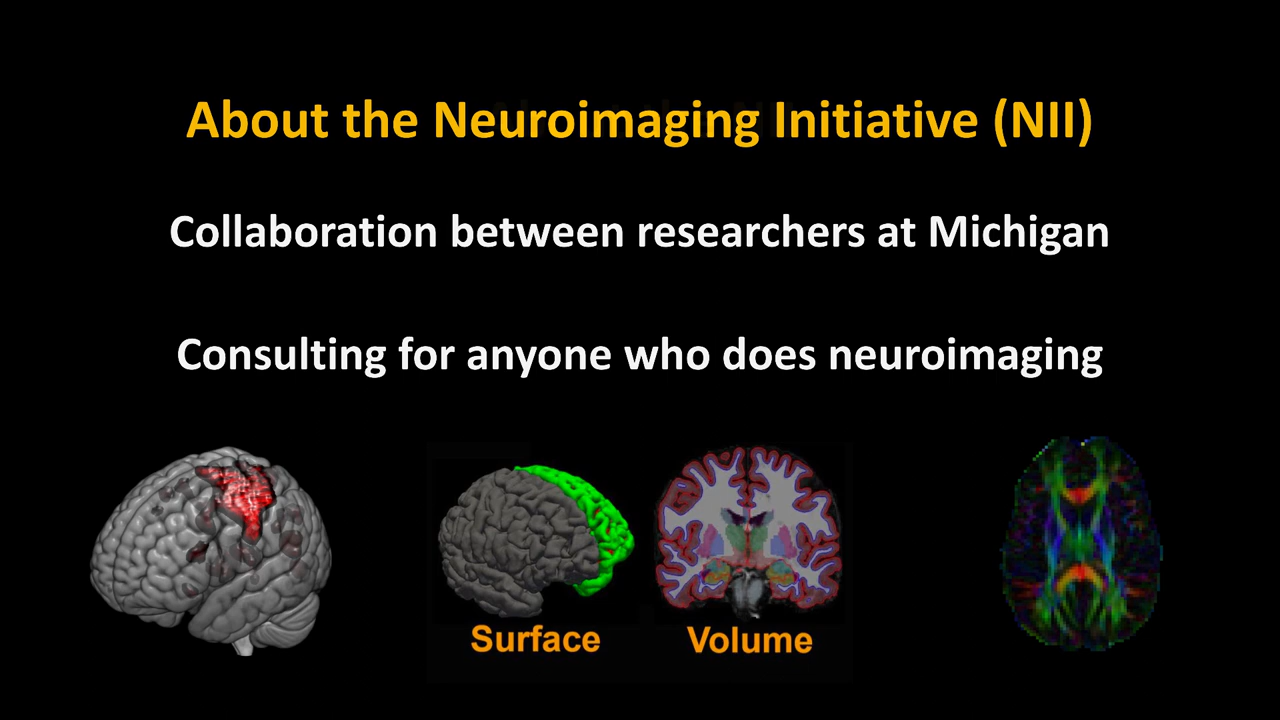 About the Neuroimaging Initiative (NII)
Collaboration between researchers at Michigan
Consulting for anyone who does neuroimaging
Surface
Volume